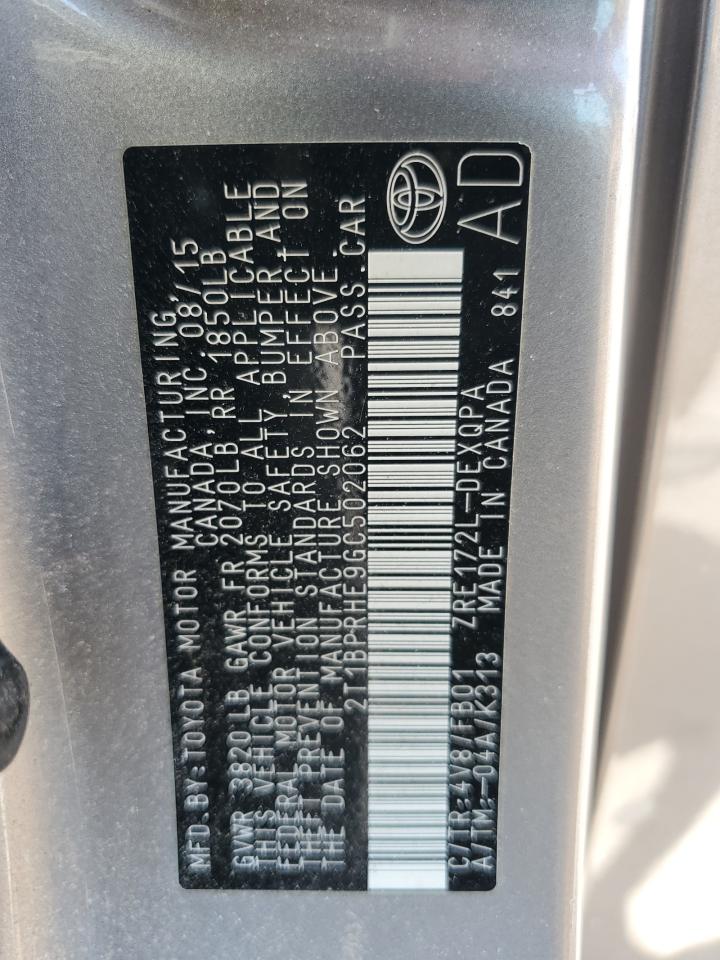 MFD.BY:TOYOTA MOTOR MANUFACTURING,
CANADA, INC. 08/15
GVWR 3820LB GAWR FR 2070LB RR 1850LB
THIS VEHICLE CONFORMS TO ALL APPLICABLE
FEDERAL MOTOR VEHICLE SAFETY, BUMPER, AND
THEFT PREVENTION STANDARDS IN EFFECT ON
THE DATE OF MANUFACTURE SHOWN ABOVE.
2T1BPRHE9GC502062 PASS.CAR
C/TR:4V8/FB01 ZRE172L-DEXQPA
A/TM:-04A/K313 MADE IN CANADA 841
AD